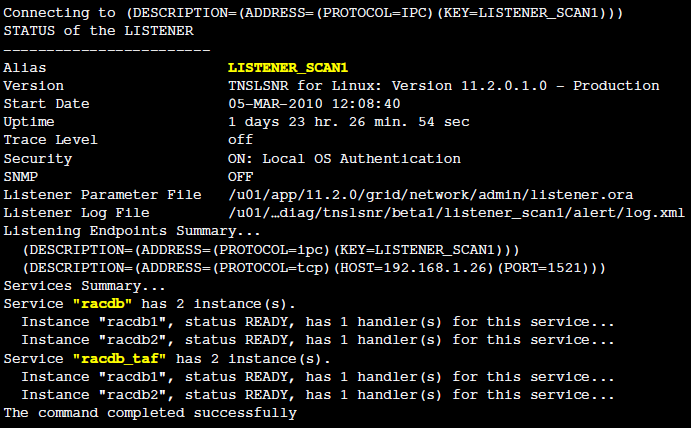 Connecting to (DESCRIPTION=(ADDRESS=(PROTOCOL=IPC)(KEY=LISTENER_SCAN1)))
STATUS of the LISTENER
------------------------
Alias                     LISTENER_SCAN1
Version                   TNSLSNR for Linux: Version 11.2.0.1.0 - Production
Start Date                05-MAR-2010 12:08:40
Uptime                    1 days 23 hr. 26 min. 54 sec
Trace Level               off
Security                  ON: Local OS Authentication
SNMP                      OFF
Listener Parameter File   /u01/app/11.2.0/grid/network/admin/listener.ora
Listener Log File         /u01/…diag/tnslsnr/beta1/listener_scan1/alert/log.xml
Listening Endpoints Summary...
  (DESCRIPTION=(ADDRESS=(PROTOCOL=ipc)(KEY=LISTENER_SCAN1)))
  (DESCRIPTION=(ADDRESS=(PROTOCOL=tcp)(HOST=192.168.1.26)(PORT=1521)))
Services Summary...
Service "racdb" has 2 instance(s).
  Instance "racdb1", status READY, has 1 handler(s) for this service...
  Instance "racdb2", status READY, has 1 handler(s) for this service...
Service "racdb_taf" has 2 instance(s).
  Instance "racdb1", status READY, has 1 handler(s) for this service...
  Instance "racdb2", status READY, has 1 handler(s) for this service...
The command completed successfully